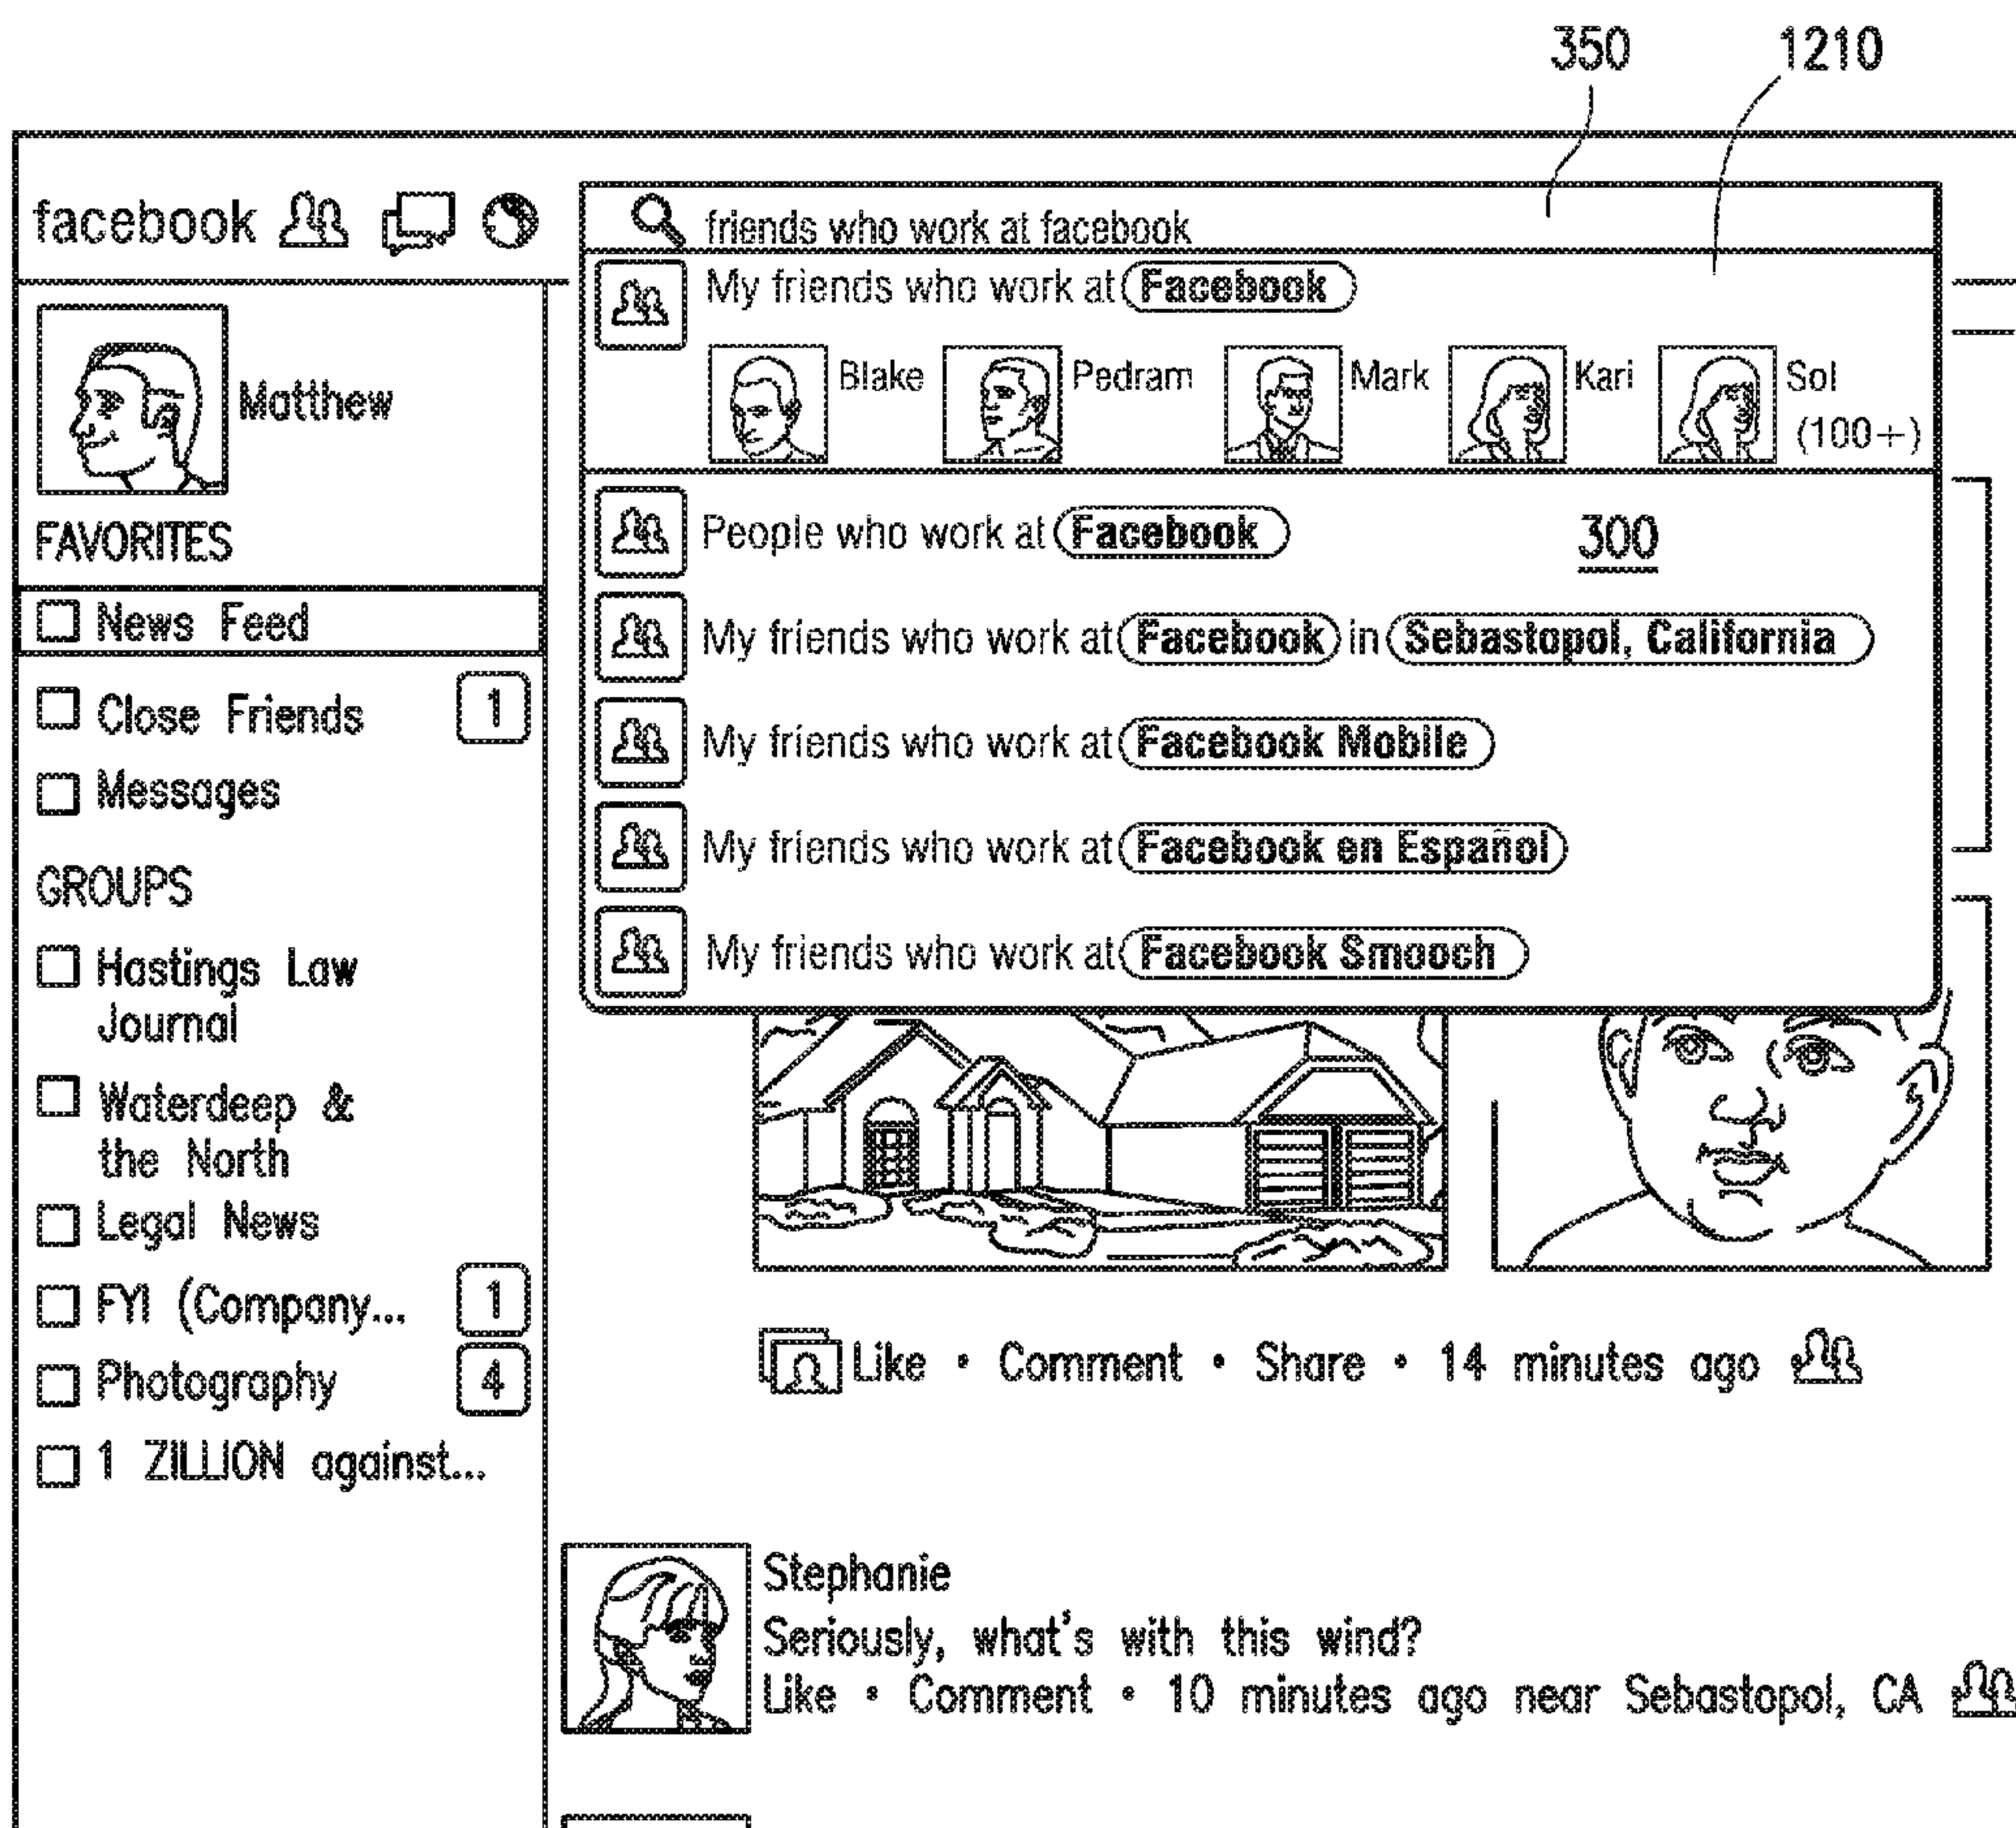 350 1210
facebook
friends who work at facebook
My friends who work at Facebook
Blake Pedram Mark Kari Sol
(100+)
People who work at Facebook
300
My friends who work at Facebook in Sebastopol, California
My friends who work at Facebook Mobile
My friends who work at Facebook en Español
My friends who work at Facebook Smooch
Matthew
FAVORITES
News Feed
Close Friends 1
Messages
GROUPS
Hastings Law
Journal
Waterdeep &
the North
Legal News
FYI (Company... 1
Photography 4
1 ZILLION against...
Like • Comment • Share • 14 minutes ago
Stephanie
Seriously, what's with this wind?
Like • Comment • 10 minutes ago near Sebastopol, CA